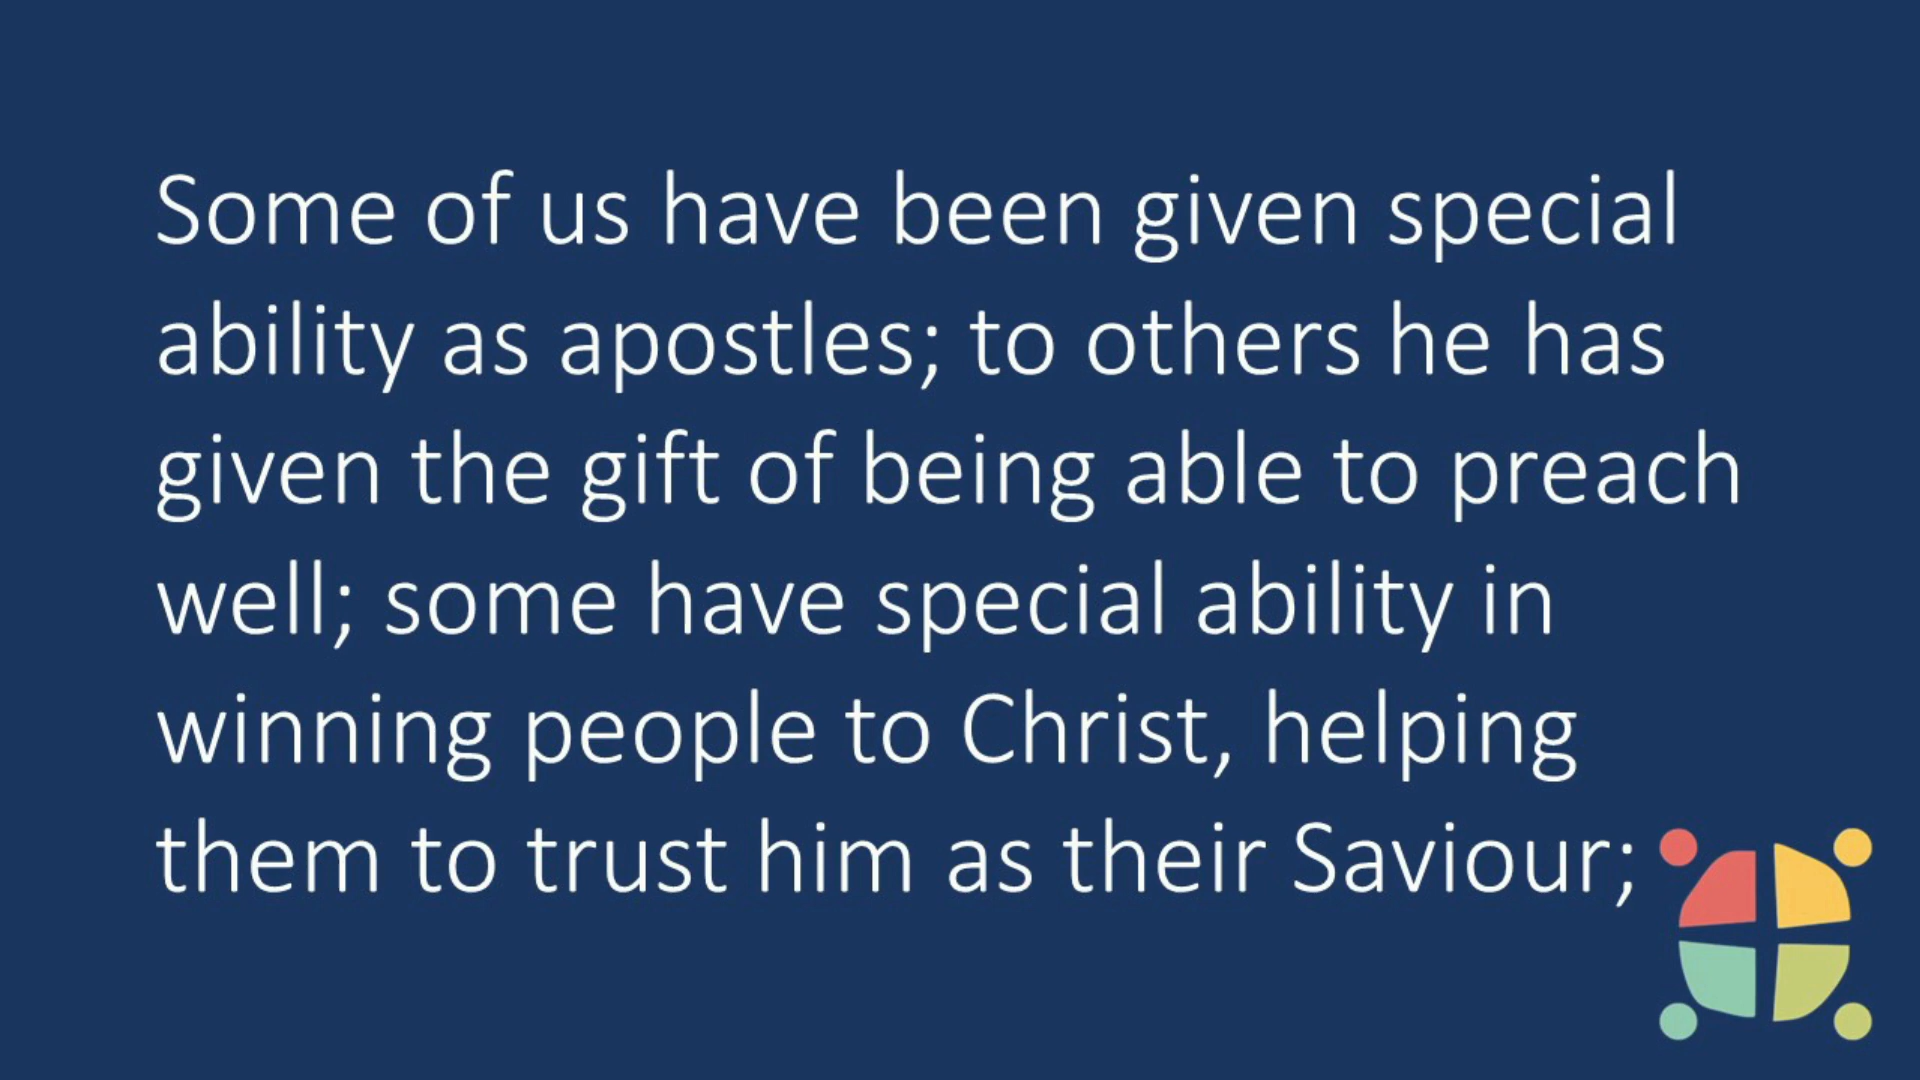 Some of us have been given special
ability as apostles; to others he has
given the gift of being able to preach
well; some have special ability in
winning people to Christ, helping
them to trust him as their Saviour;